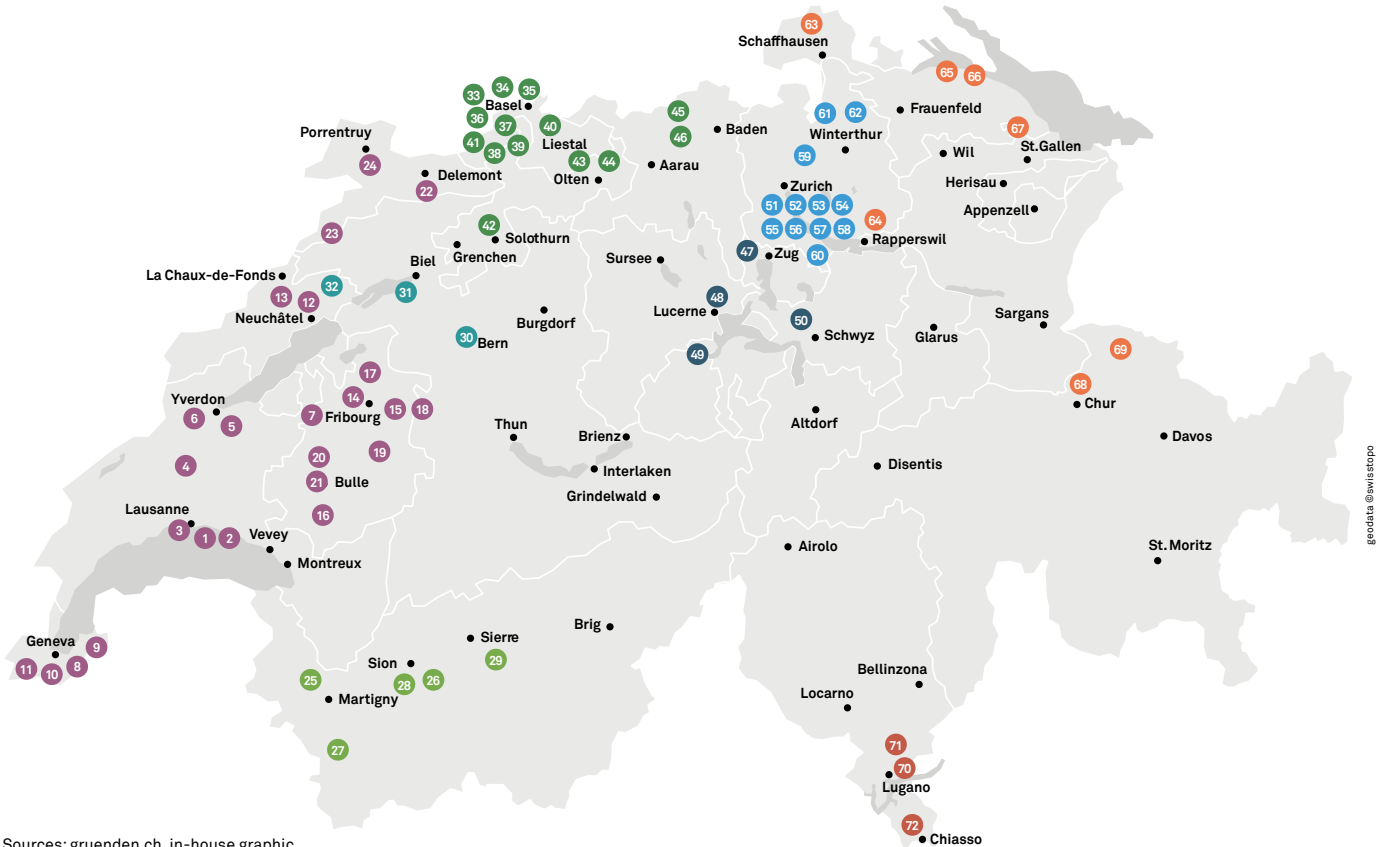 63
Schaffhausen
65
66
34
35
33
Basel
45
61
62
Frauenfeld
36
37
40
67
Porrentruy
46
Baden
Winterthur
St.Gallen
41
39
Liestal
38
59
Wil
24
43
44
Aarau
Delemont
Olten
Zurich
Herisau
22
51
52
53
54
Appenzell
42
64
23
55
56
57
58
Solothurn
Rapperswil
Grenchen
47
Zug
60
Sursee
Biel
La Chaux-de-Fonds
32
31
13
12
48
Neuchâtel
Burgdorf
Lucerne
50
Sargans
30
Bern
Schwyz
Glarus
49
69
17
68
Yverdon
14
Chur
6
5
7
Fribourg
15
18
Altdorf
Thun
Brienz
Davos
20
19
4
Interlaken
Disentis
21
Bulle
Grindelwald
Lausanne
16
3
1
2
Vevey
Airolo
St. Moritz
Montreux
Geneva
9
Brig
Sierre
11
10
8
29
Sion
Bellinzona
25
28
26
Martigny
Locarno
27
71
70
Lugano
72
Chiasso
geodata ©swisstopo
Sources: gruenden.ch, in-house graphic